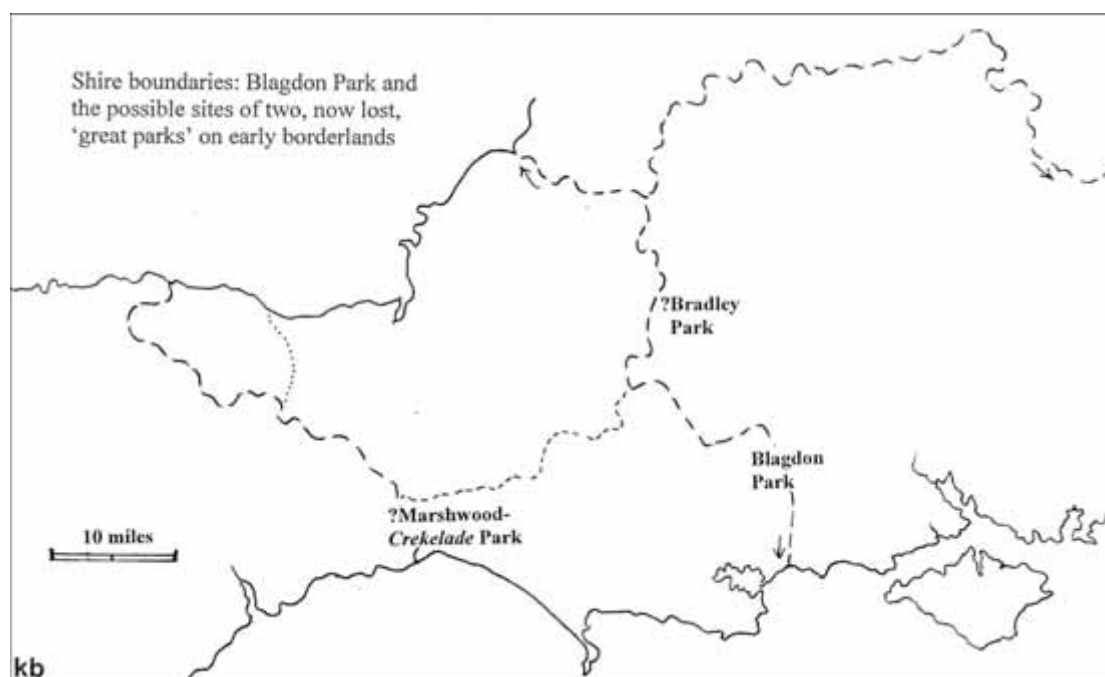 Shire boundaries: Blagdon Park and
the possible sites of two, now lost,
‘great parks’ on early borderlands
?Bradley
Park
Blagdon
Park
?Marshwood-
Crekelade Park
10 miles
kb